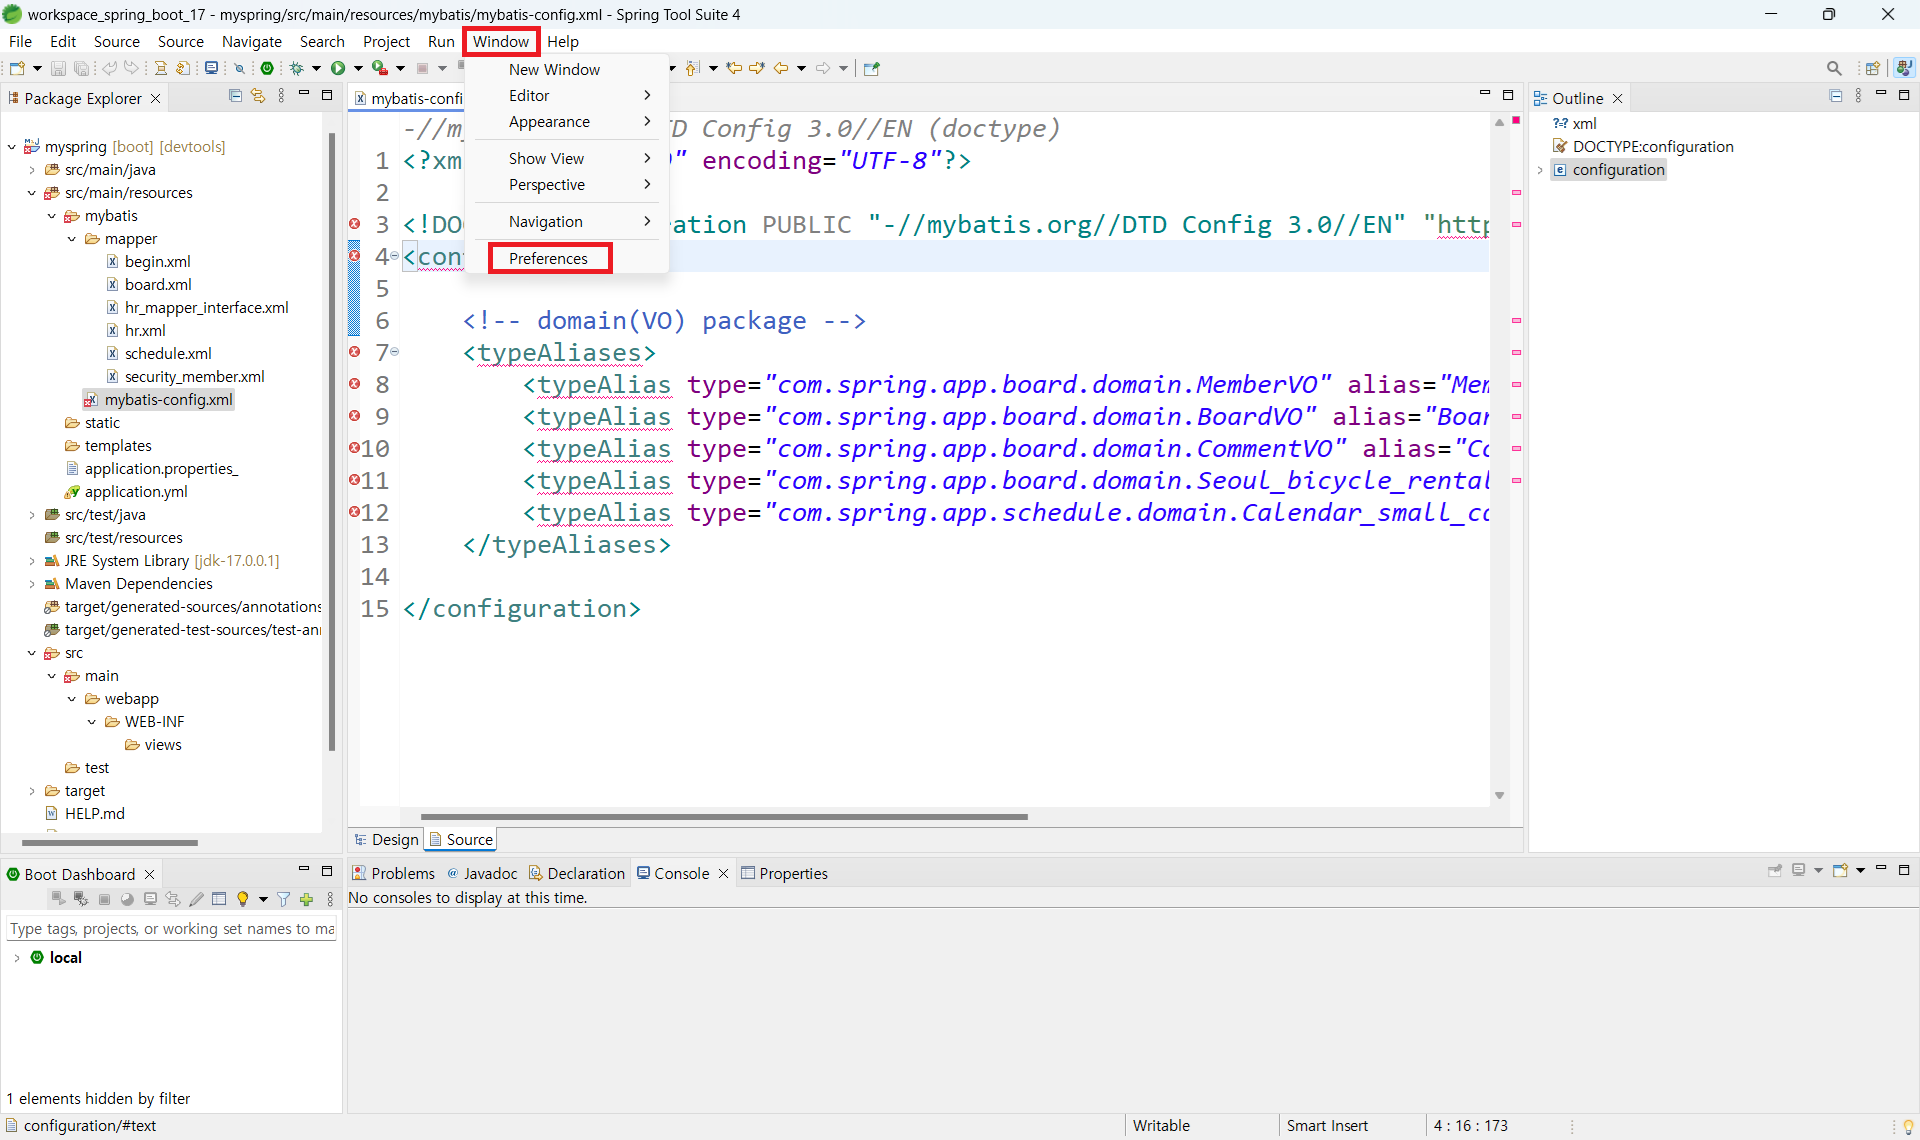 workspace_spring_boot_17 - myspring/src/main/resources/mybatis/mybatis-config.xml - Spring Tool Suite 4
File Edit Source Source Navigate Search Project Run Window Help
New Window
Editor
Appearance
Show View
Perspective
Navigation
Preferences
Package Explorer
myspring [boot] [devtools]
src/main/java
src/main/resources
mybatis
mapper
begin.xml
board.xml
hr_mapper_interface.xml
hr.xml
schedule.xml
security_member.xml
mybatis-config.xml
static
templates
application.properties_
application.yml
src/test/java
src/test/resources
JRE System Library [jdk-17.0.0.1]
Maven Dependencies
target/generated-sources/annotations
target/generated-test-sources/test-an
src
main
webapp
WEB-INF
views
test
target
HELP.md
mybatis-confi
-//m TD Config 3.0//EN (doctype)
1 <?xm " encoding="UTF-8"?>
2
3 <!DO ation PUBLIC "-//mybatis.org//DTD Config 3.0//EN" "http
4 <con
5
6 <!-- domain(VO) package -->
7 <typeAliases>
8 <typeAlias type="com.spring.app.board.domain.MemberVO" alias="Mem
9 <typeAlias type="com.spring.app.board.domain.BoardVO" alias="Boar
10 <typeAlias type="com.spring.app.board.domain.CommentVO" alias="Co
11 <typeAlias type="com.spring.app.board.domain.Seoul_bicycle_rental
12 <typeAlias type="com.spring.app.schedule.domain.Calendar_small_ca
13 </typeAliases>
14
15 </configuration>
Design Source
Outline
?-? xml
DOCTYPE:configuration
configuration
Boot Dashboard
Type tags, projects, or working set names to ma
local
1 elements hidden by filter
Problems @ Javadoc Declaration Console Properties
No consoles to display at this time.
configuration/#text
Writable
Smart Insert
4 : 16 : 173